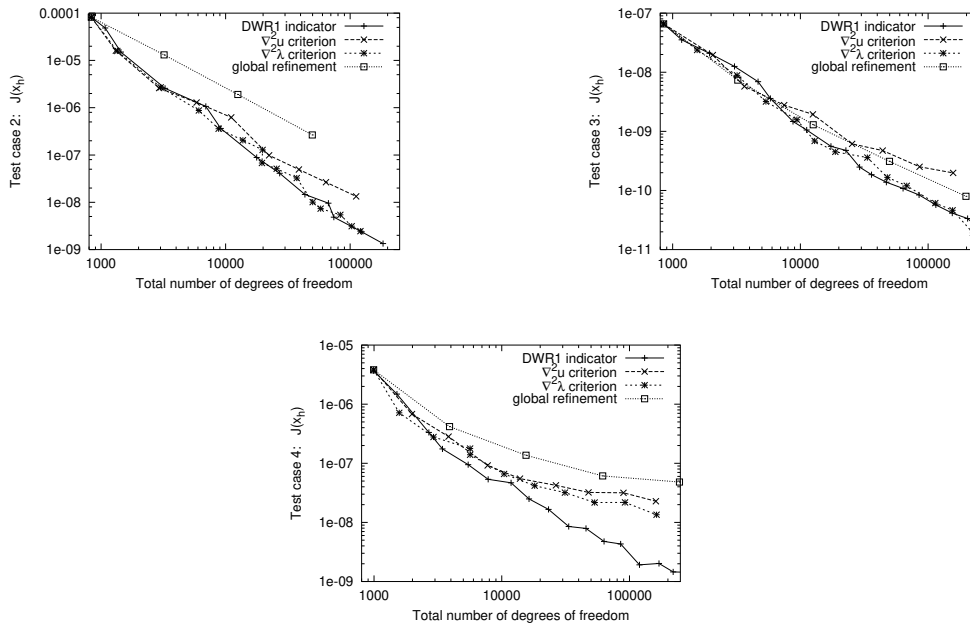 0.0001
1e-05
1e-06
1e-07
1e-08
1e-09
1000
10000
100000
Total number of degrees of freedom
Test case 2: J(xₕ)
DWR1 indicator
∇²u criterion
∇²λ criterion
global refinement
1e-07
1e-08
1e-09
1e-10
1e-11
1000
10000
100000
Total number of degrees of freedom
Test case 3: J(xₕ)
DWR1 indicator
∇²u criterion
∇²λ criterion
global refinement
1e-05
1e-06
1e-07
1e-08
1e-09
1000
10000
100000
Total number of degrees of freedom
Test case 4: J(xₕ)
DWR1 indicator
∇²u criterion
∇²λ criterion
global refinement